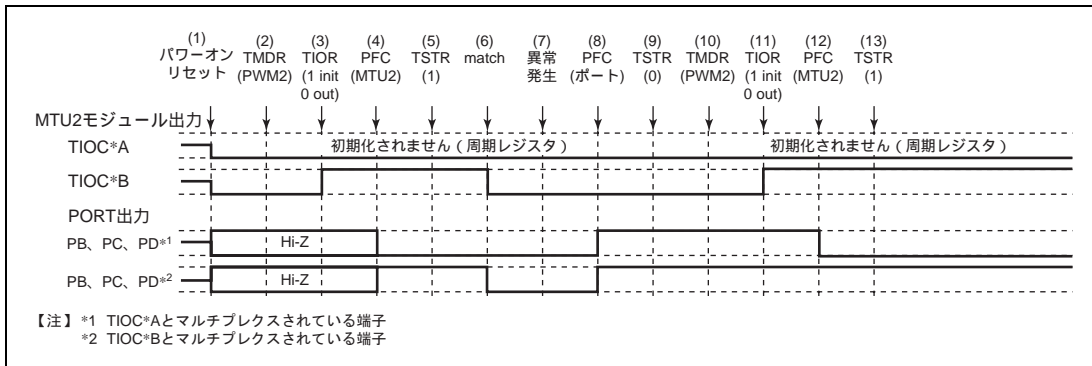 (1) (2) (3) (4) (5) (6) (7) (8) (9) (10) (11) (12) (13)
パワーオン TMDR TIOR PFC TSTR match 異常 PFC TSTR TMDR TIOR PFC TSTR
リセット (PWM2) (1 init (MTU2) (1) 発生 (ポート) (0) (PWM2) (1 init (MTU2) (1)
0 out) 0 out)
MTU2モジュール出力
TIOC*A 初期化されません（周期レジスタ） 初期化されません（周期レジスタ）
TIOC*B
PORT出力
PB、PC、PD*1 Hi-Z
PB、PC、PD*2 Hi-Z
【注】 *1 TIOC*Aとマルチプレクスされている端子
*2 TIOC*Bとマルチプレクスされている端子